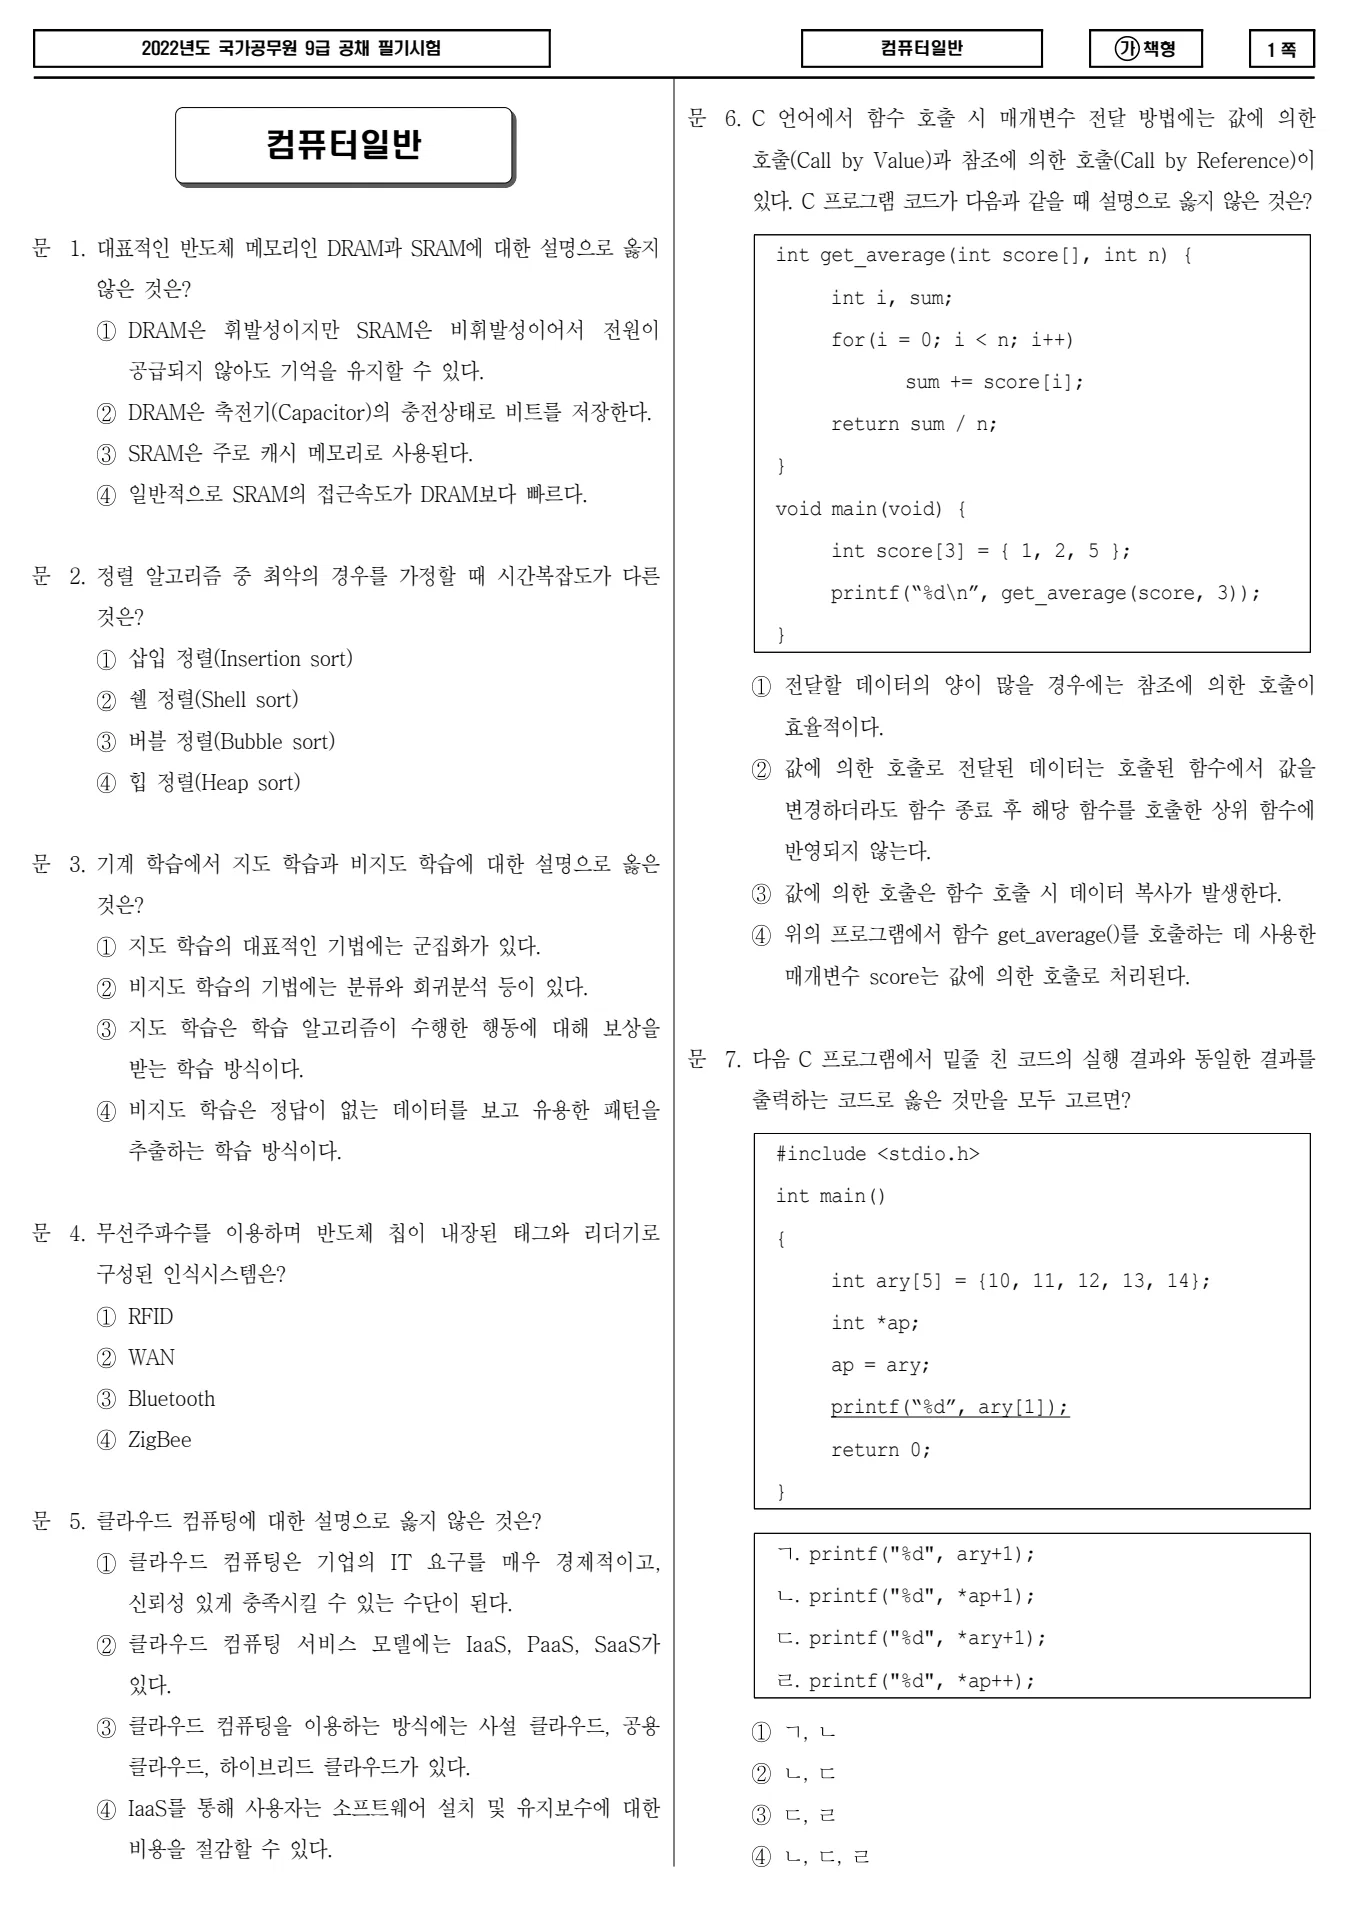 2022년도 국가공무원 9급 공채 필기시험
컴퓨터일반
㉮ 책형
1 쪽
컴퓨터일반
문 1. 대표적인 반도체 메모리인 DRAM과 SRAM에 대한 설명으로 옳지
않은 것은?
① DRAM은 휘발성이지만 SRAM은 비휘발성이어서 전원이
공급되지 않아도 기억을 유지할 수 있다.
② DRAM은 축전기(Capacitor)의 충전상태로 비트를 저장한다.
③ SRAM은 주로 캐시 메모리로 사용된다.
④ 일반적으로 SRAM의 접근속도가 DRAM보다 빠르다.
문 2. 정렬 알고리즘 중 최악의 경우를 가정할 때 시간복잡도가 다른
것은?
① 삽입 정렬(Insertion sort)
② 쉘 정렬(Shell sort)
③ 버블 정렬(Bubble sort)
④ 힙 정렬(Heap sort)
문 3. 기계 학습에서 지도 학습과 비지도 학습에 대한 설명으로 옳은
것은?
① 지도 학습의 대표적인 기법에는 군집화가 있다.
② 비지도 학습의 기법에는 분류와 회귀분석 등이 있다.
③ 지도 학습은 학습 알고리즘이 수행한 행동에 대해 보상을
받는 학습 방식이다.
④ 비지도 학습은 정답이 없는 데이터를 보고 유용한 패턴을
추출하는 학습 방식이다.
문 4. 무선주파수를 이용하며 반도체 칩이 내장된 태그와 리더기로
구성된 인식시스템은?
① RFID
② WAN
③ Bluetooth
④ ZigBee
문 5. 클라우드 컴퓨팅에 대한 설명으로 옳지 않은 것은?
① 클라우드 컴퓨팅은 기업의 IT 요구를 매우 경제적이고,
신뢰성 있게 충족시킬 수 있는 수단이 된다.
② 클라우드 컴퓨팅 서비스 모델에는 IaaS, PaaS, SaaS가
있다.
③ 클라우드 컴퓨팅을 이용하는 방식에는 사설 클라우드, 공용
클라우드, 하이브리드 클라우드가 있다.
④ IaaS를 통해 사용자는 소프트웨어 설치 및 유지보수에 대한
비용을 절감할 수 있다.
문 6. C 언어에서 함수 호출 시 매개변수 전달 방법에는 값에 의한
호출(Call by Value)과 참조에 의한 호출(Call by Reference)이
있다. C 프로그램 코드가 다음과 같을 때 설명으로 옳지 않은 것은?
int get_average(int score[], int n) {
int i, sum;
for(i = 0; i < n; i++)
sum += score[i];
return sum / n;
}
void main(void) {
int score[3] = { 1, 2, 5 };
printf(“%d\n”, get_average(score, 3));
}
① 전달할 데이터의 양이 많을 경우에는 참조에 의한 호출이
효율적이다.
② 값에 의한 호출로 전달된 데이터는 호출된 함수에서 값을
변경하더라도 함수 종료 후 해당 함수를 호출한 상위 함수에
반영되지 않는다.
③ 값에 의한 호출은 함수 호출 시 데이터 복사가 발생한다.
④ 위의 프로그램에서 함수 get_average()를 호출하는 데 사용한
매개변수 score는 값에 의한 호출로 처리된다.
문 7. 다음 C 프로그램에서 밑줄 친 코드의 실행 결과와 동일한 결과를
출력하는 코드로 옳은 것만을 모두 고르면?
#include <stdio.h>
int main()
{
int ary[5] = {10, 11, 12, 13, 14};
int *ap;
ap = ary;
printf(“%d”, ary[1]);
return 0;
}
ㄱ. printf("%d", ary+1);
ㄴ. printf("%d", *ap+1);
ㄷ. printf("%d", *ary+1);
ㄹ. printf("%d", *ap++);
① ㄱ, ㄴ
② ㄴ, ㄷ
③ ㄷ, ㄹ
④ ㄴ, ㄷ, ㄹ